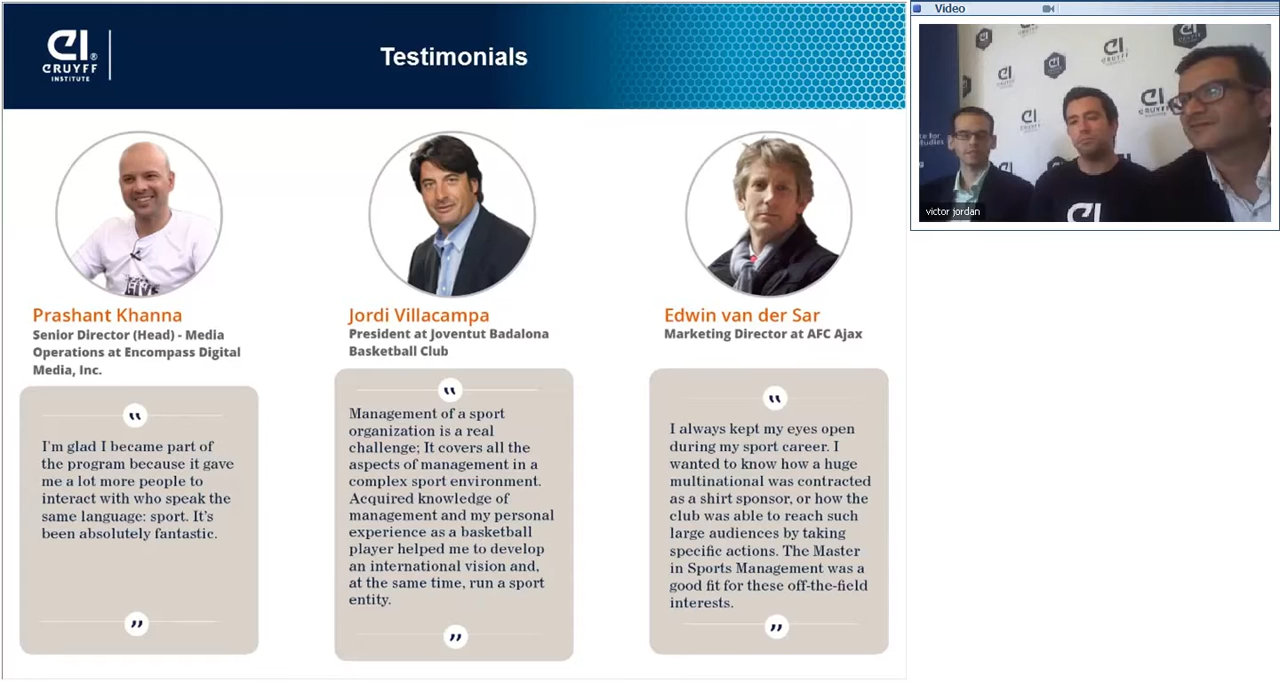 CI®
CRUYFF
INSTITUTE
Testimonials
Prashant Khanna
Senior Director (Head) - Media
Operations at Encompass Digital
Media, Inc.
“
I'm glad I became part of
the program because it gave
me a lot more people to
interact with who speak the
same language: sport. It's
been absolutely fantastic.
”
Jordi Villacampa
President at Joventut Badalona
Basketball Club
“
Management of a sport
organization is a real
challenge; It covers all the
aspects of management in a
complex sport environment.
Acquired knowledge of
management and my personal
experience as a basketball
player helped me to develop
an international vision and,
at the same time, run a sport
entity.
”
Edwin van der Sar
Marketing Director at AFC Ajax
“
I always kept my eyes open
during my sport career. I
wanted to know how a huge
multinational was contracted
as a shirt sponsor, or how the
club was able to reach such
large audiences by taking
specific actions. The Master
in Sports Management was a
good fit for these off-the-field
interests.
”
Video
CI
CRUYFF
CI
CRUYFF
CI
CRUYFF
CI
victor jordan